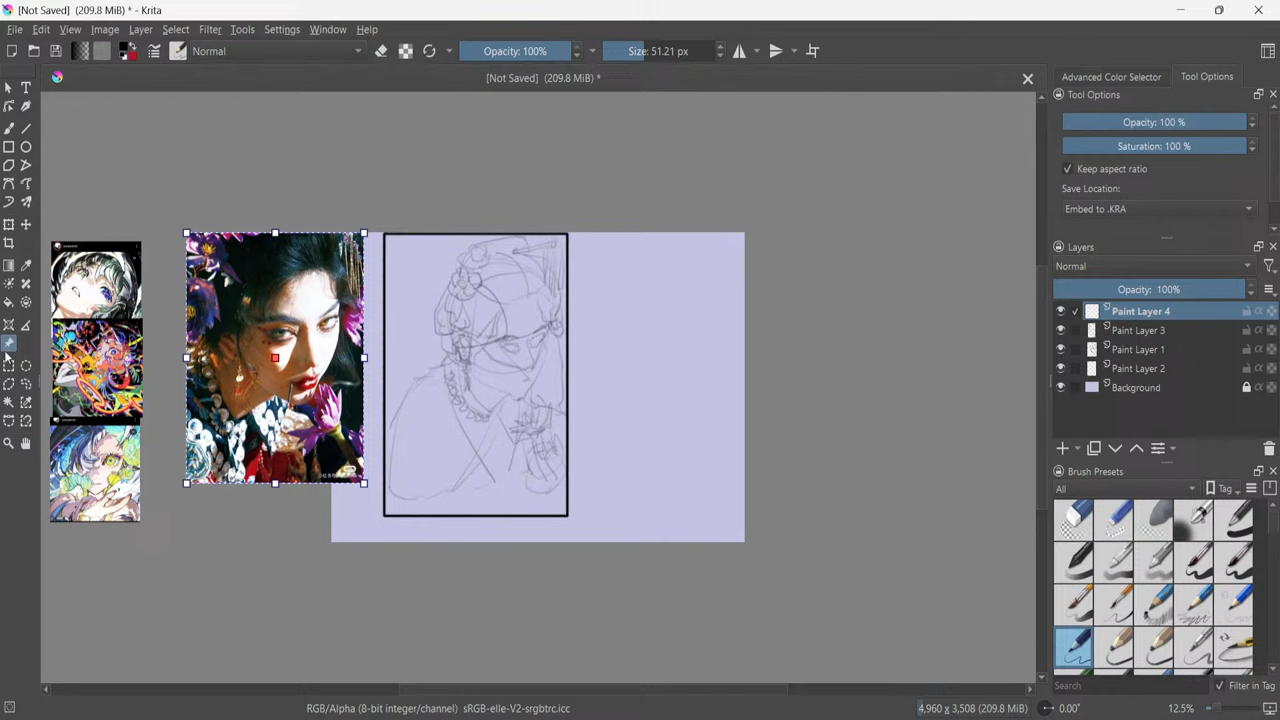 [Not Saved] (209.8 MiB) * - Krita
File Edit View Image Layer Select Filter Tools Settings Window Help
Normal
Opacity: 100%
Size: 51.21 px
[Not Saved] (209.8 MiB) *
Advanced Color Selector
Tool Options
Tool Options
Opacity: 100 %
Saturation: 100 %
Keep aspect ratio
Save Location:
Embed to .KRA
Layers
Normal
Opacity: 100%
Paint Layer 4
Paint Layer 3
Paint Layer 1
Paint Layer 2
Background
Brush Presets
All
Tag
Search
Filter in Tag
RGB/Alpha (8-bit integer/channel) sRGB-elle-V2-srgbtrc.icc
4,960 x 3,508 (209.8 MiB)
0.00°
12.5%